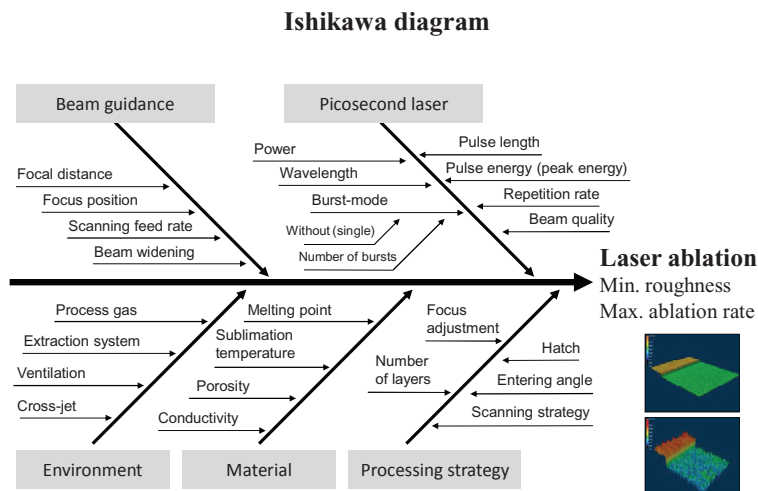 Ishikawa diagram
Beam guidance
Picosecond laser
Focal distance
Focus position
Scanning feed rate
Beam widening
Power
Wavelength
Burst-mode
Without (single)
Number of bursts
Pulse length
Pulse energy (peak energy)
Repetition rate
Beam quality
Laser ablation
Min. roughness
Max. ablation rate
Process gas
Extraction system
Ventilation
Cross-jet
Melting point
Sublimation
temperature
Porosity
Conductivity
Focus
adjustment
Number
of layers
Hatch
Entering angle
Scanning strategy
Environment
Material
Processing strategy